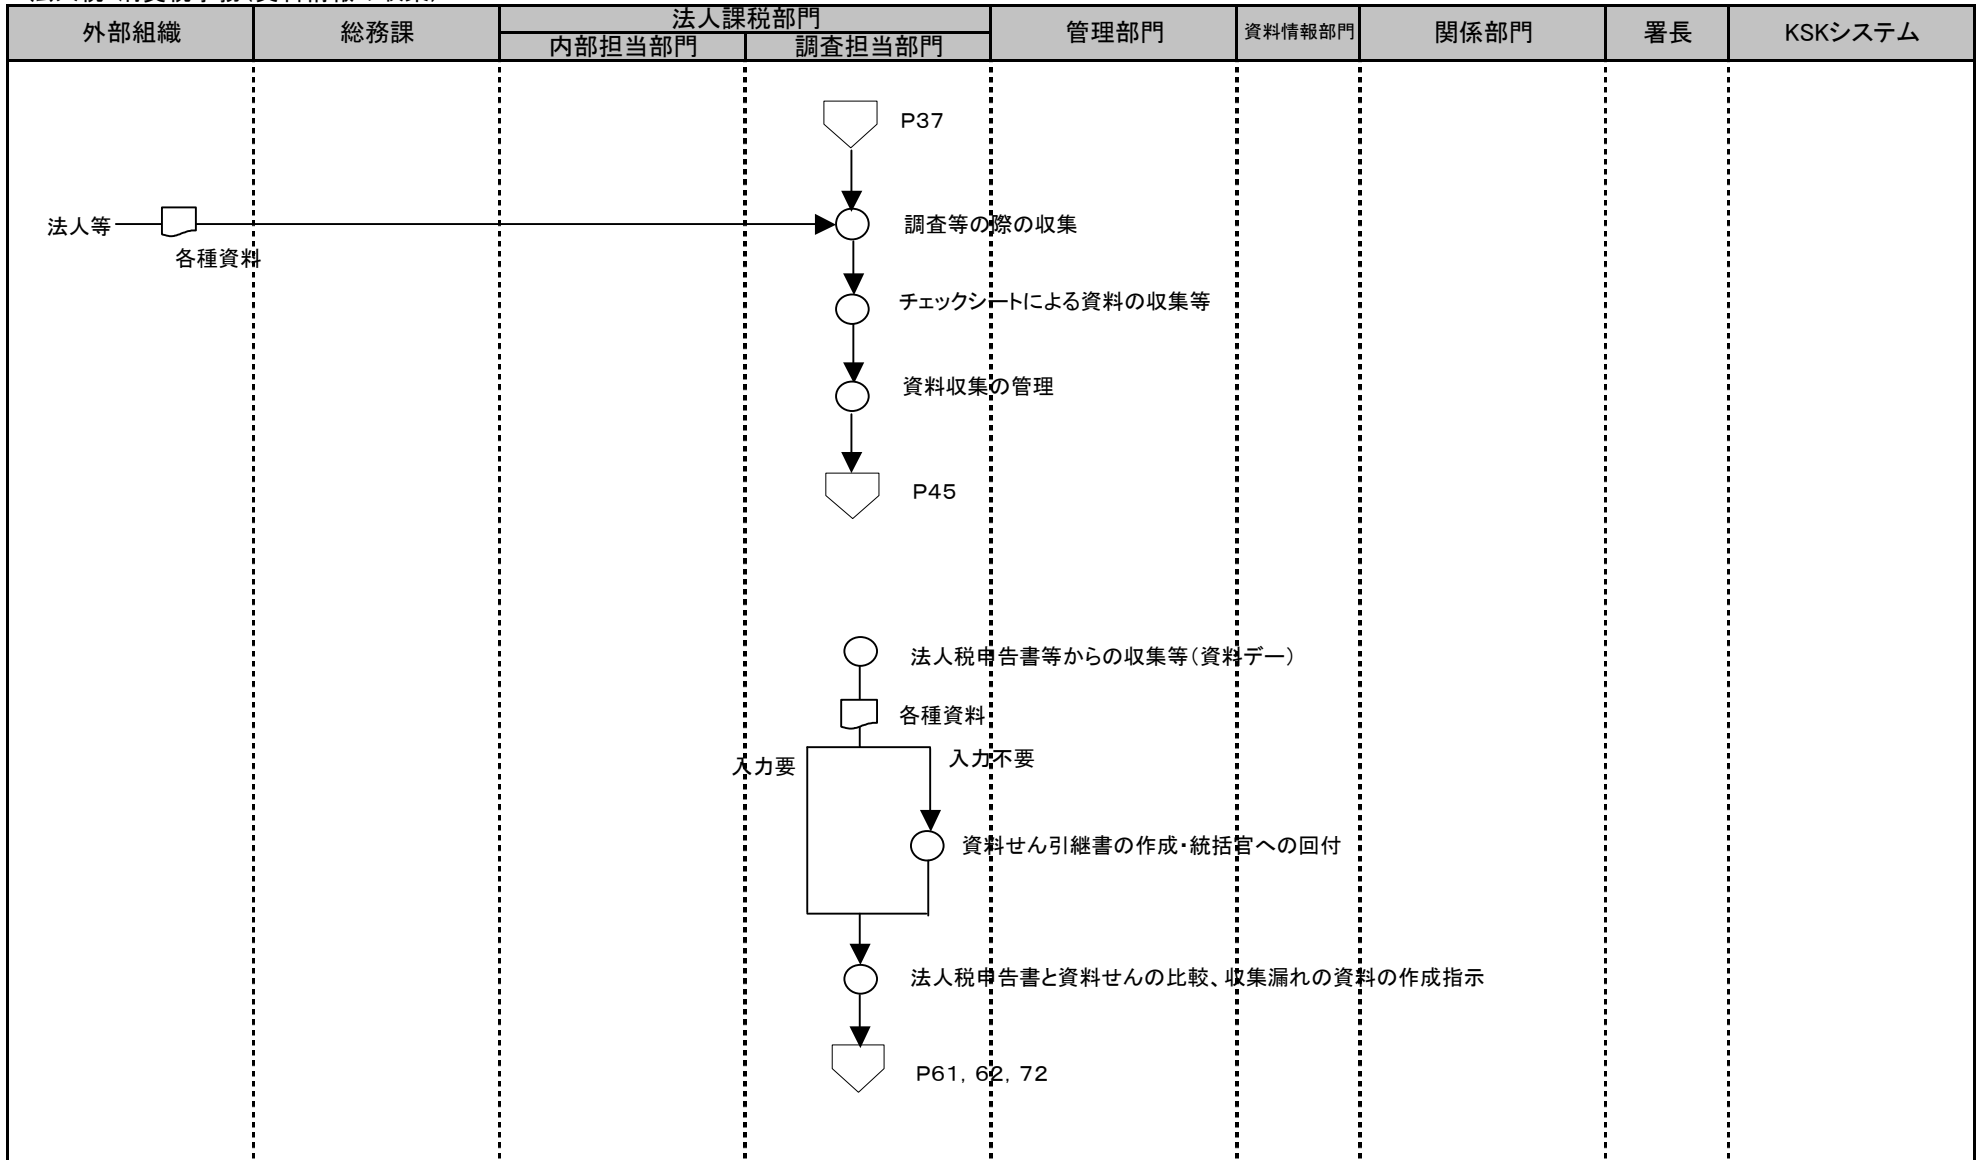 外部組織
総務課
法人課税部門
内部担当部門
調査担当部門
管理部門
資料情報部門
関係部門
署長
KSKシステム
P37
法人等
各種資料
調査等の際の収集
チェックシートによる資料の収集等
資料収集の管理
P45
法人税申告書等からの収集等(資料デー)
各種資料
入力要
入力不要
資料せん引継書の作成・統括官への回付
法人税申告書と資料せんの比較、収集漏れの資料の作成指示
P61, 62, 72